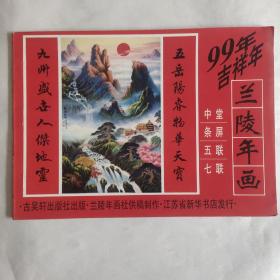 99年
吉祥年
兰陵年画
中堂
条屏
五联
七联
五岳陽春物華天寳
九州盛世人傑地靈
·古吴轩出版社出版·兰陵年画社供稿制作·江苏省新华书店发行·